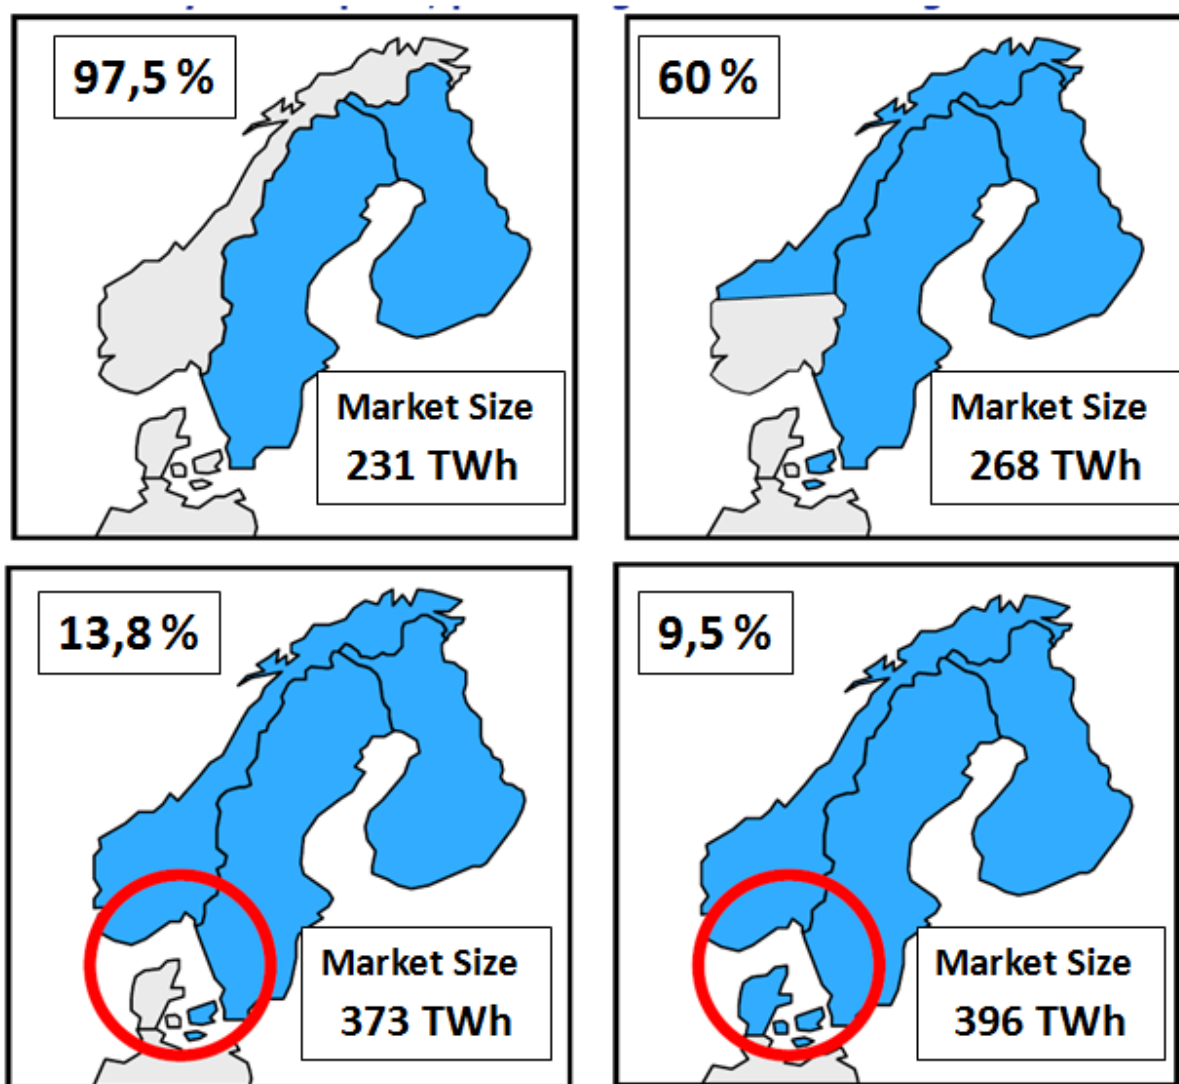 97,5 %
Market Size
231 TWh
60 %
Market Size
268 TWh
13,8 %
Market Size
373 TWh
9,5 %
Market Size
396 TWh